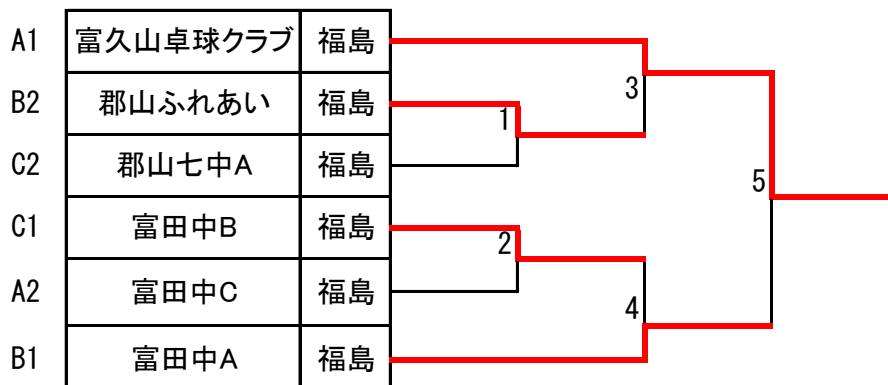 A1 富久山卓球クラブ 福島
3
B2 郡山ふれあい 福島
1
C2 郡山七中A 福島
5
C1 富田中B 福島
2
A2 富田中C 福島
4
B1 富田中A 福島